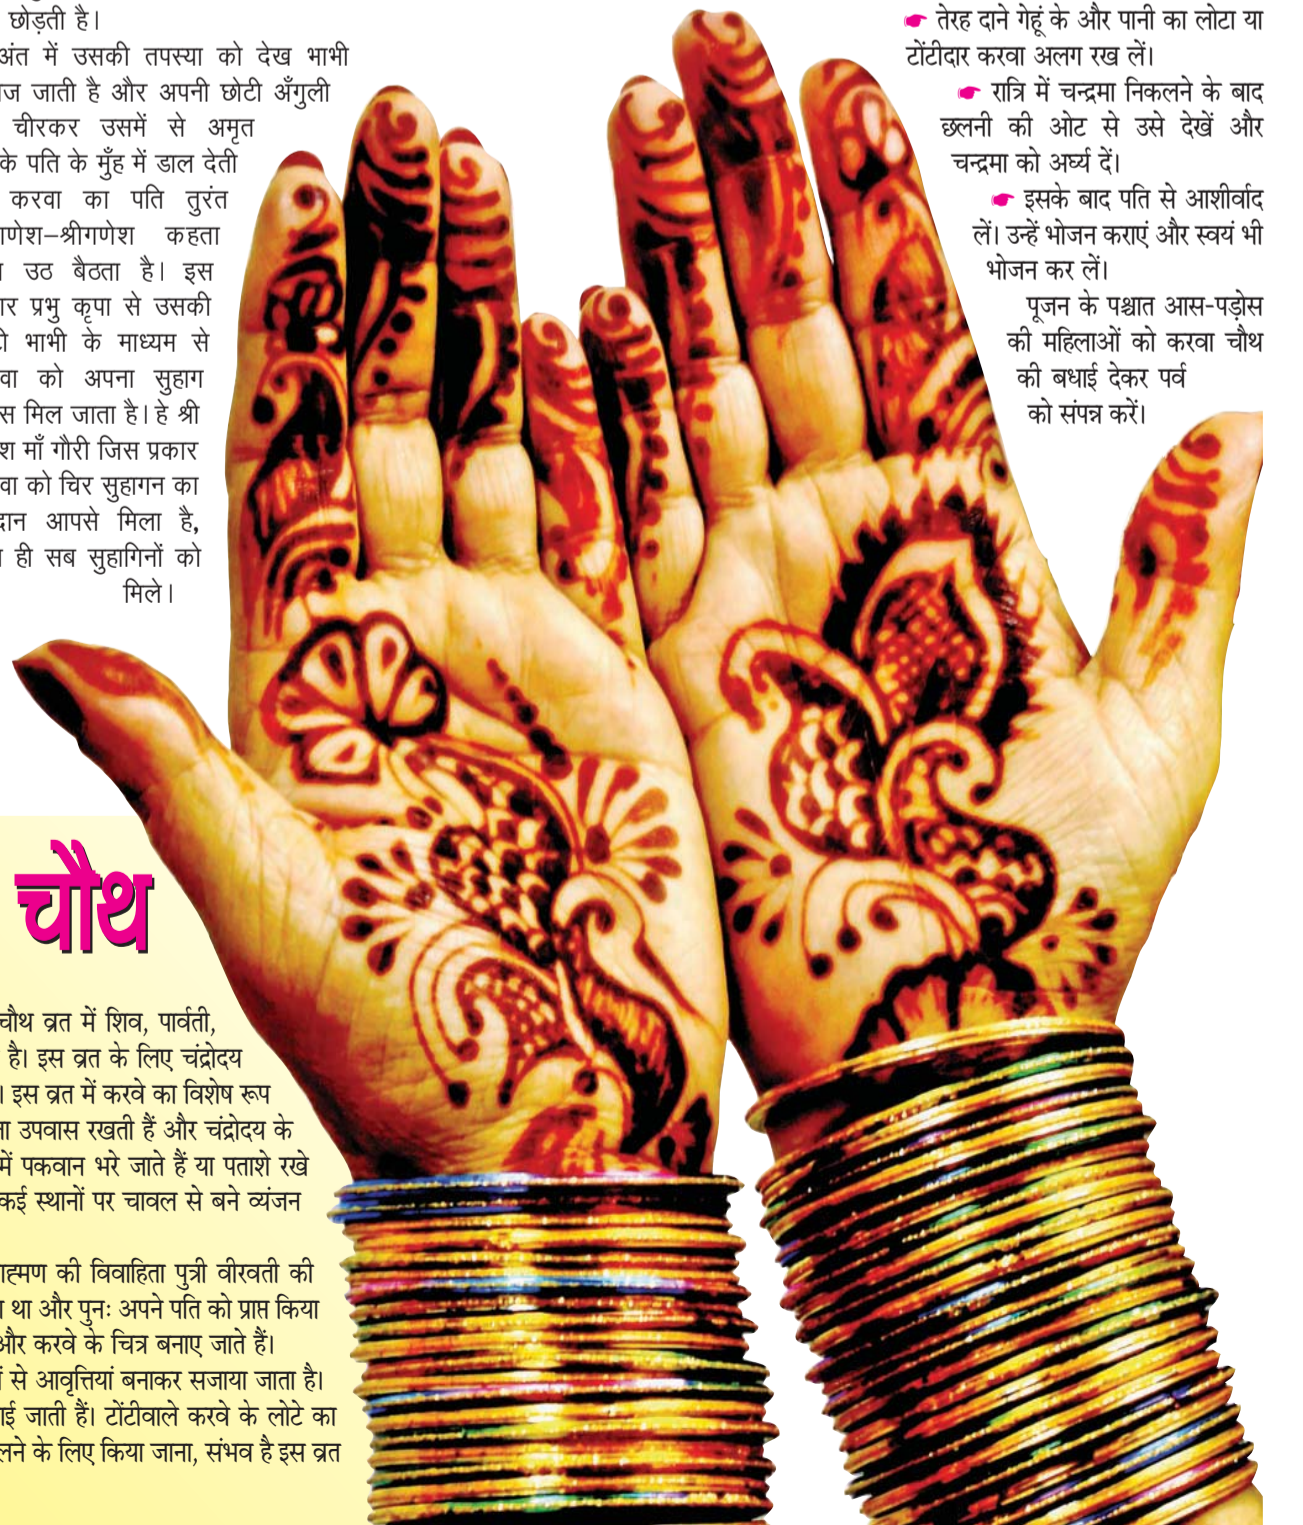 छोड़ती है।
अंत में उसकी तपस्या को देख भाभी
जाती है और अपनी छोटी अँगुली
चीरकर उसमें से अमृत
के पति के मुँह में डाल देती
करवा का पति तुरंत
श्रीगणेश कहता
उठ बैठता है। इस
प्रभु कृपा से उसकी
भाभी के माध्यम से
को अपना सुहाग
मिल जाता है। हे श्री
माँ गौरी जिस प्रकार
को चिर सुहागन का
आपसे मिला है,
ही सब सुहागिनों को
मिले।
चौथ
चौथ व्रत में शिव, पार्वती,
है। इस व्रत के लिए चंद्रोदय
। इस व्रत में करवे का विशेष रूप
उपवास रखती हैं और चंद्रोदय के
में पकवान भरे जाते हैं या पताशे रखे
कई स्थानों पर चावल से बने व्यंजन
की विवाहिता पुत्री वीरवती की
था और पुनः अपने पति को प्राप्त किया
और करवे के चित्र बनाए जाते हैं।
से आवृत्तियां बनाकर सजाया जाता है।
जाती हैं। टोंटीवाले करवे के लोटे का
के लिए किया जाना, संभव है इस व्रत
☛ तेरह दाने गेहूं के और पानी का लोटा या
टोंटीदार करवा अलग रख लें।
☛ रात्रि में चन्द्रमा निकलने के बाद
छलनी की ओट से उसे देखें और
चन्द्रमा को अर्घ्य दें।
☛ इसके बाद पति से आशीर्वाद
लें। उन्हें भोजन कराएं और स्वयं भी
भोजन कर लें।
पूजन के पश्चात आस-पड़ोस
की महिलाओं को करवा चौथ
की बधाई देकर पर्व
को संपन्न करें।